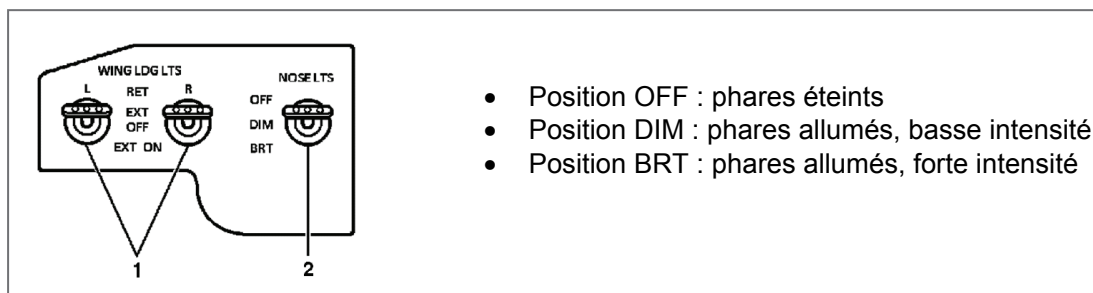 WING LDG LTS
L RET R
EXT
OFF
EXT ON
NOSE LTS
OFF
DIM
BRT
1
2
• Position OFF : phares éteints
• Position DIM : phares allumés, basse intensité
• Position BRT : phares allumés, forte intensité